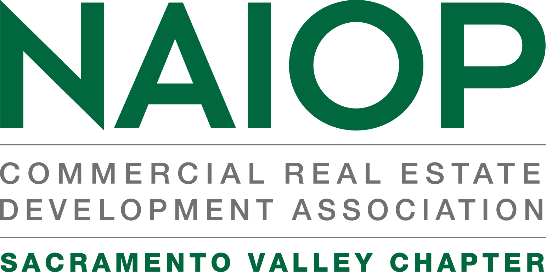 NAIOP
COMMERCIAL REAL ESTATE
DEVELOPMENT ASSOCIATION
SACRAMENTO VALLEY CHAPTER